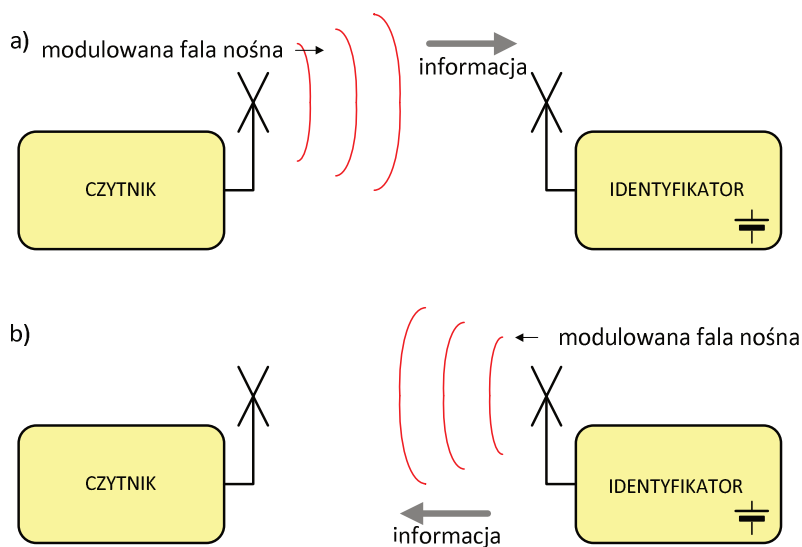 a)
modulowana fala nośna
informacja
CZYTNIK
IDENTYFIKATOR
b)
modulowana fala nośna
CZYTNIK
IDENTYFIKATOR
informacja